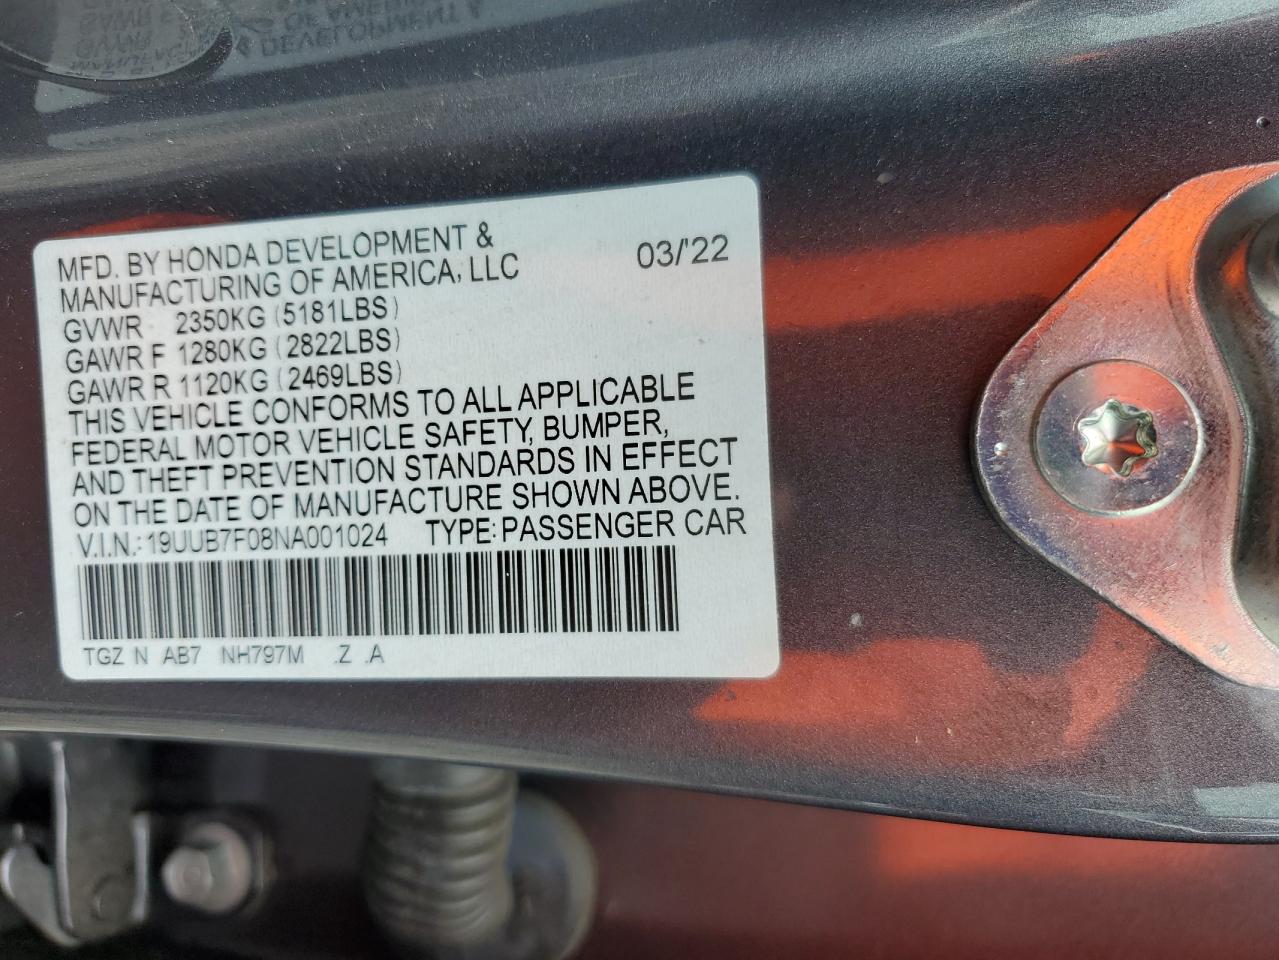 MFD. BY HONDA DEVELOPMENT &
MANUFACTURING OF AMERICA, LLC
03/'22
GVWR 2350KG (5181LBS)
GAWR F 1280KG (2822LBS)
GAWR R 1120KG (2469LBS)
THIS VEHICLE CONFORMS TO ALL APPLICABLE
FEDERAL MOTOR VEHICLE SAFETY, BUMPER,
AND THEFT PREVENTION STANDARDS IN EFFECT
ON THE DATE OF MANUFACTURE SHOWN ABOVE.
V.I.N.: 19UUB7F08NA001024 TYPE: PASSENGER CAR
TGZ N AB7 NH797M .Z .A